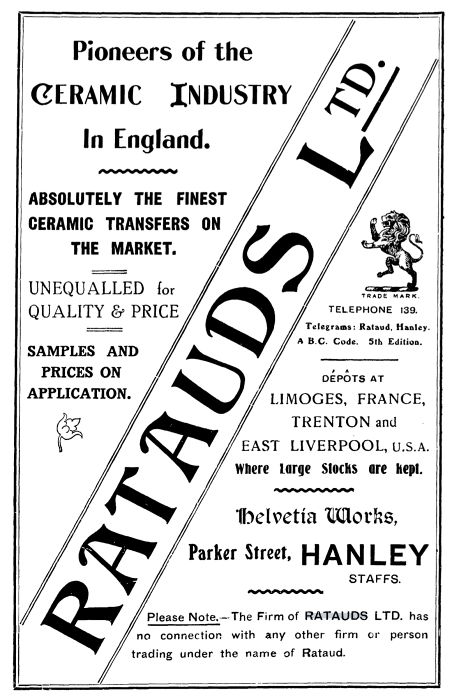 Pioneers of the
CERAMIC INDUSTRY
In England.
ABSOLUTELY THE FINEST
CERAMIC TRANSFERS ON
THE MARKET.
UNEQUALLED for
QUALITY & PRICE
SAMPLES AND
PRICES ON
APPLICATION.
RATAUDS LTD.
TRADE MARK.
TELEPHONE 139.
Telegrams: Rataud, Hanley.
A B.C. Code. 5th Edition.
DÉPÔTS AT
LIMOGES, FRANCE,
TRENTON and
EAST LIVERPOOL, U.S.A.
Where Large Stocks are kept.
Helvetia Works,
Parker Street, HANLEY
STAFFS.
Please Note.—The Firm of RATAUDS LTD. has
no connection with any other firm or person
trading under the name of Rataud.